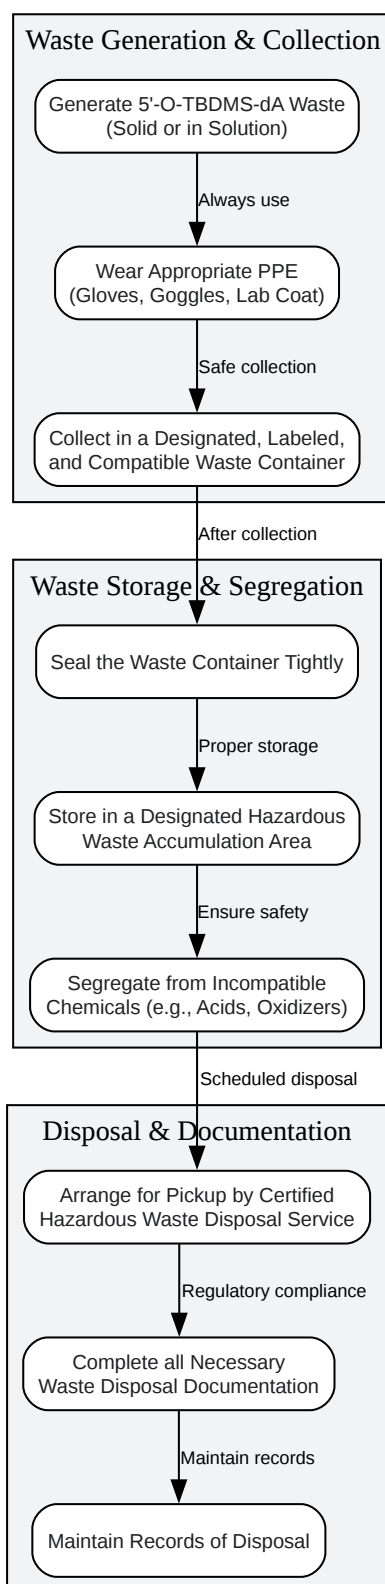 Waste Generation & Collection
Generate 5'-O-TBDMS-dA Waste
(Solid or in Solution)
Always use
Wear Appropriate PPE
(Gloves, Goggles, Lab Coat)
Safe collection
Collect in a Designated, Labeled,
and Compatible Waste Container
After collection
Waste Storage & Segregation
Seal the Waste Container Tightly
Proper storage
Store in a Designated Hazardous
Waste Accumulation Area
Ensure safety
Segregate from Incompatible
Chemicals (e.g., Acids, Oxidizers)
Scheduled disposal
Disposal & Documentation
Arrange for Pickup by Certified
Hazardous Waste Disposal Service
Regulatory compliance
Complete all Necessary
Waste Disposal Documentation
Maintain records
Maintain Records of Disposal